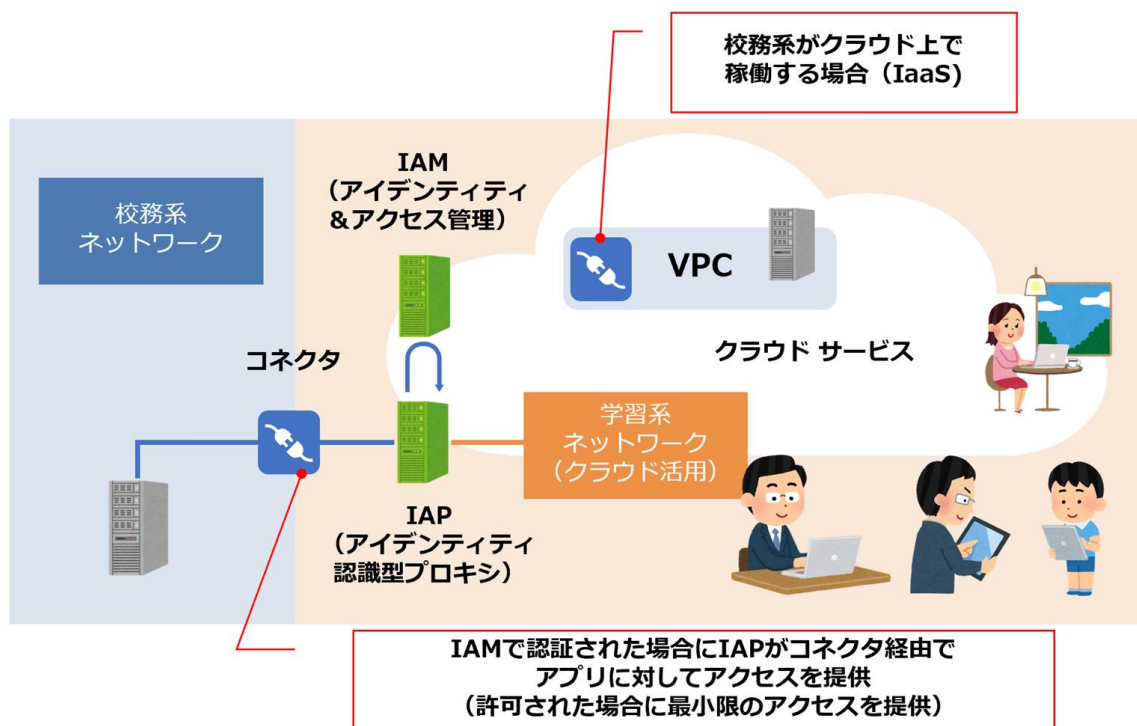 校務系がクラウド上で
稼働する場合（IaaS)
校務系
ネットワーク
IAM
（アイデンティティ
＆アクセス管理）
VPC
コネクタ
クラウド サービス
学習系
ネットワーク
（クラウド活用）
IAP
（アイデンティティ
認識型プロキシ）
IAMで認証された場合にIAPがコネクタ経由で
アプリに対してアクセスを提供
（許可された場合に最小限のアクセスを提供）